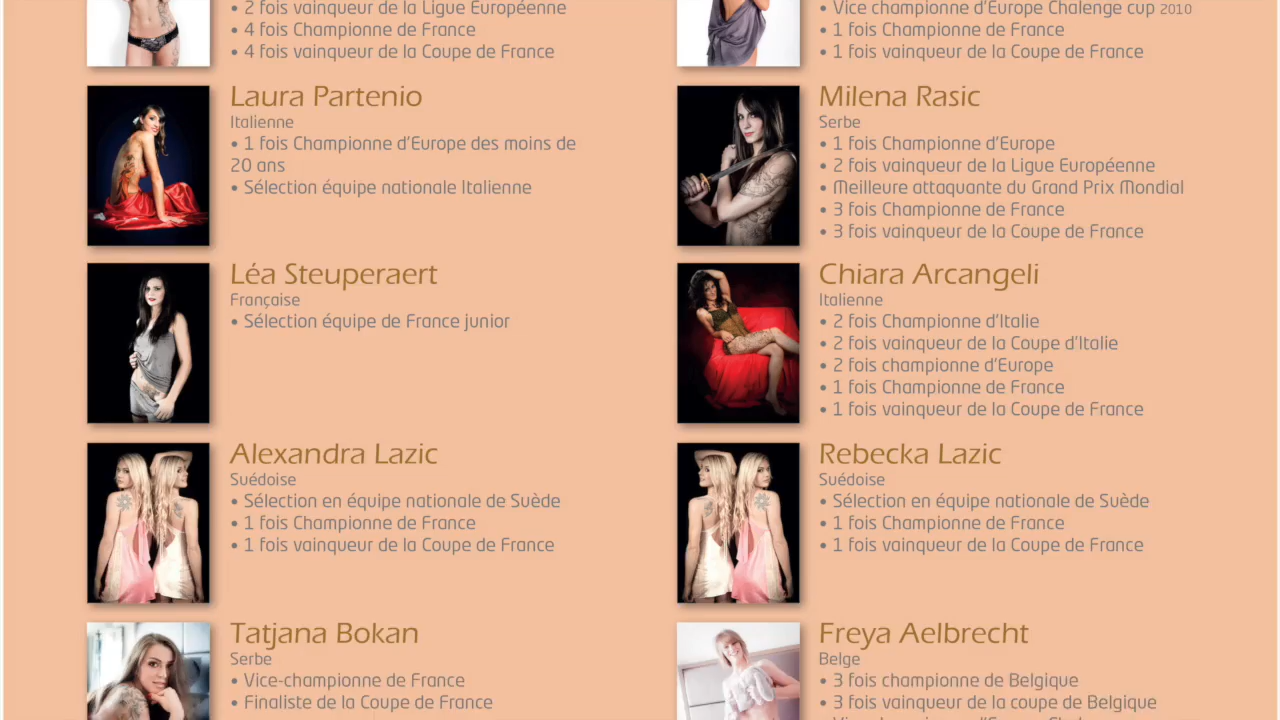 • 2 fois vainqueur de la Ligue Européenne
• 4 fois Championne de France
• 4 fois vainqueur de la Coupe de France
• Vice championne d'Europe Chalenge cup 2010
• 1 fois Championne de France
• 1 fois vainqueur de la Coupe de France
Laura Partenio
Italienne
• 1 fois Championne d'Europe des moins de
20 ans
• Sélection équipe nationale Italienne
Milena Rasic
Serbe
• 1 fois Championne d'Europe
• 2 fois vainqueur de la Ligue Européenne
• Meilleure attaquante du Grand Prix Mondial
• 3 fois Championne de France
• 3 fois vainqueur de la Coupe de France
Léa Steuperaert
Française
• Sélection équipe de France junior
Chiara Arcangeli
Italienne
• 2 fois Championne d'Italie
• 2 fois vainqueur de la Coupe d'Italie
• 2 fois championne d'Europe
• 1 fois Championne de France
• 1 fois vainqueur de la Coupe de France
Alexandra Lazic
Suédoise
• Sélection en équipe nationale de Suède
• 1 fois Championne de France
• 1 fois vainqueur de la Coupe de France
Rebecka Lazic
Suédoise
• Sélection en équipe nationale de Suède
• 1 fois Championne de France
• 1 fois vainqueur de la Coupe de France
Tatjana Bokan
Serbe
• Vice-championne de France
• Finaliste de la Coupe de France
Freya Aelbrecht
Belge
• 3 fois championne de Belgique
• 3 fois vainqueur de la coupe de Belgique